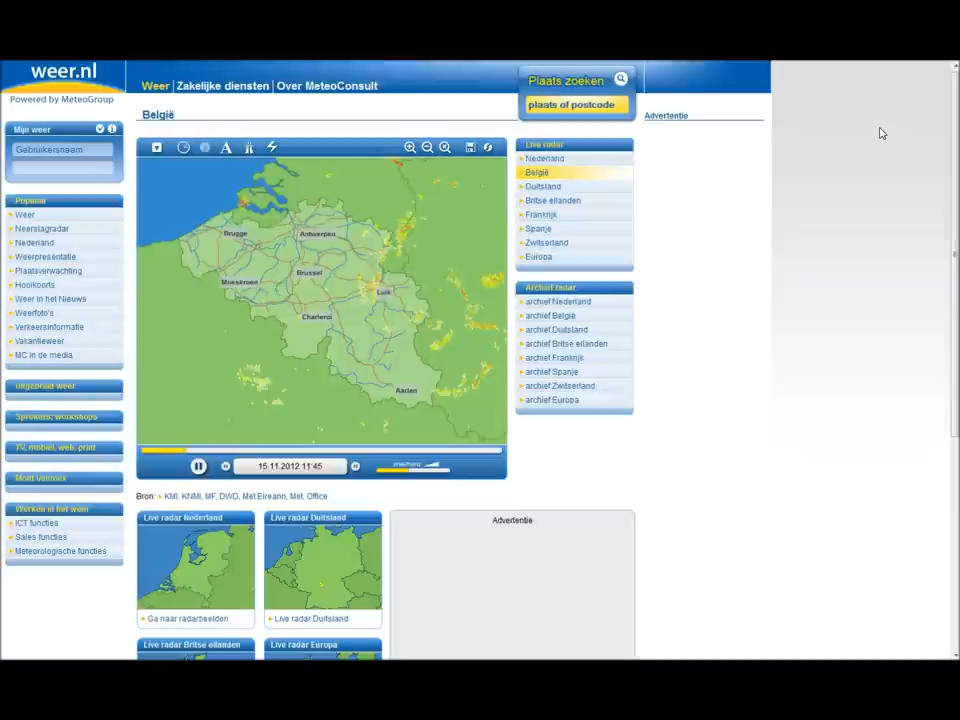 weer.nl
Powered by MeteoGroup
Weer | Zakelijke diensten | Over MeteoConsult
Plaats zoeken
plaats of postcode
België
Advertentie
Mijn weer
Gebruikersnaam
Populair
Weer
Neerslagradar
Nederland
Weerpresentatie
Plaatsverwachting
Hooikoorts
Weer in het Nieuws
Weerfoto's
Verkeersinformatie
Vakantieweer
MC in de media
Uitgebreid weer
Sprekers, workshops
TV, mobiel, web, print
Werken in het weer
ICT functies
Sales functies
Meteorologische functies
A
Brugge
Antwerpen
Moeskroen
Brussel
Luik
Charleroi
Aarlen
15.11.2012 11:45
snelheid
Live radar
Nederland
België
Duitsland
Britse eilanden
Frankrijk
Spanje
Zwitserland
Europa
Archief radar
archief Nederland
archief België
archief Duitsland
archief Britse eilanden
archief Frankrijk
archief Spanje
archief Zwitserland
archief Europa
Bron: KMI, KNMI, MF, DWD, Met Eireann, Met. Office
Live radar Nederland
Ga naar radarbeelden
Live radar Duitsland
Live radar Duitsland
Advertentie
Live radar Britse eilanden
Live radar Europa